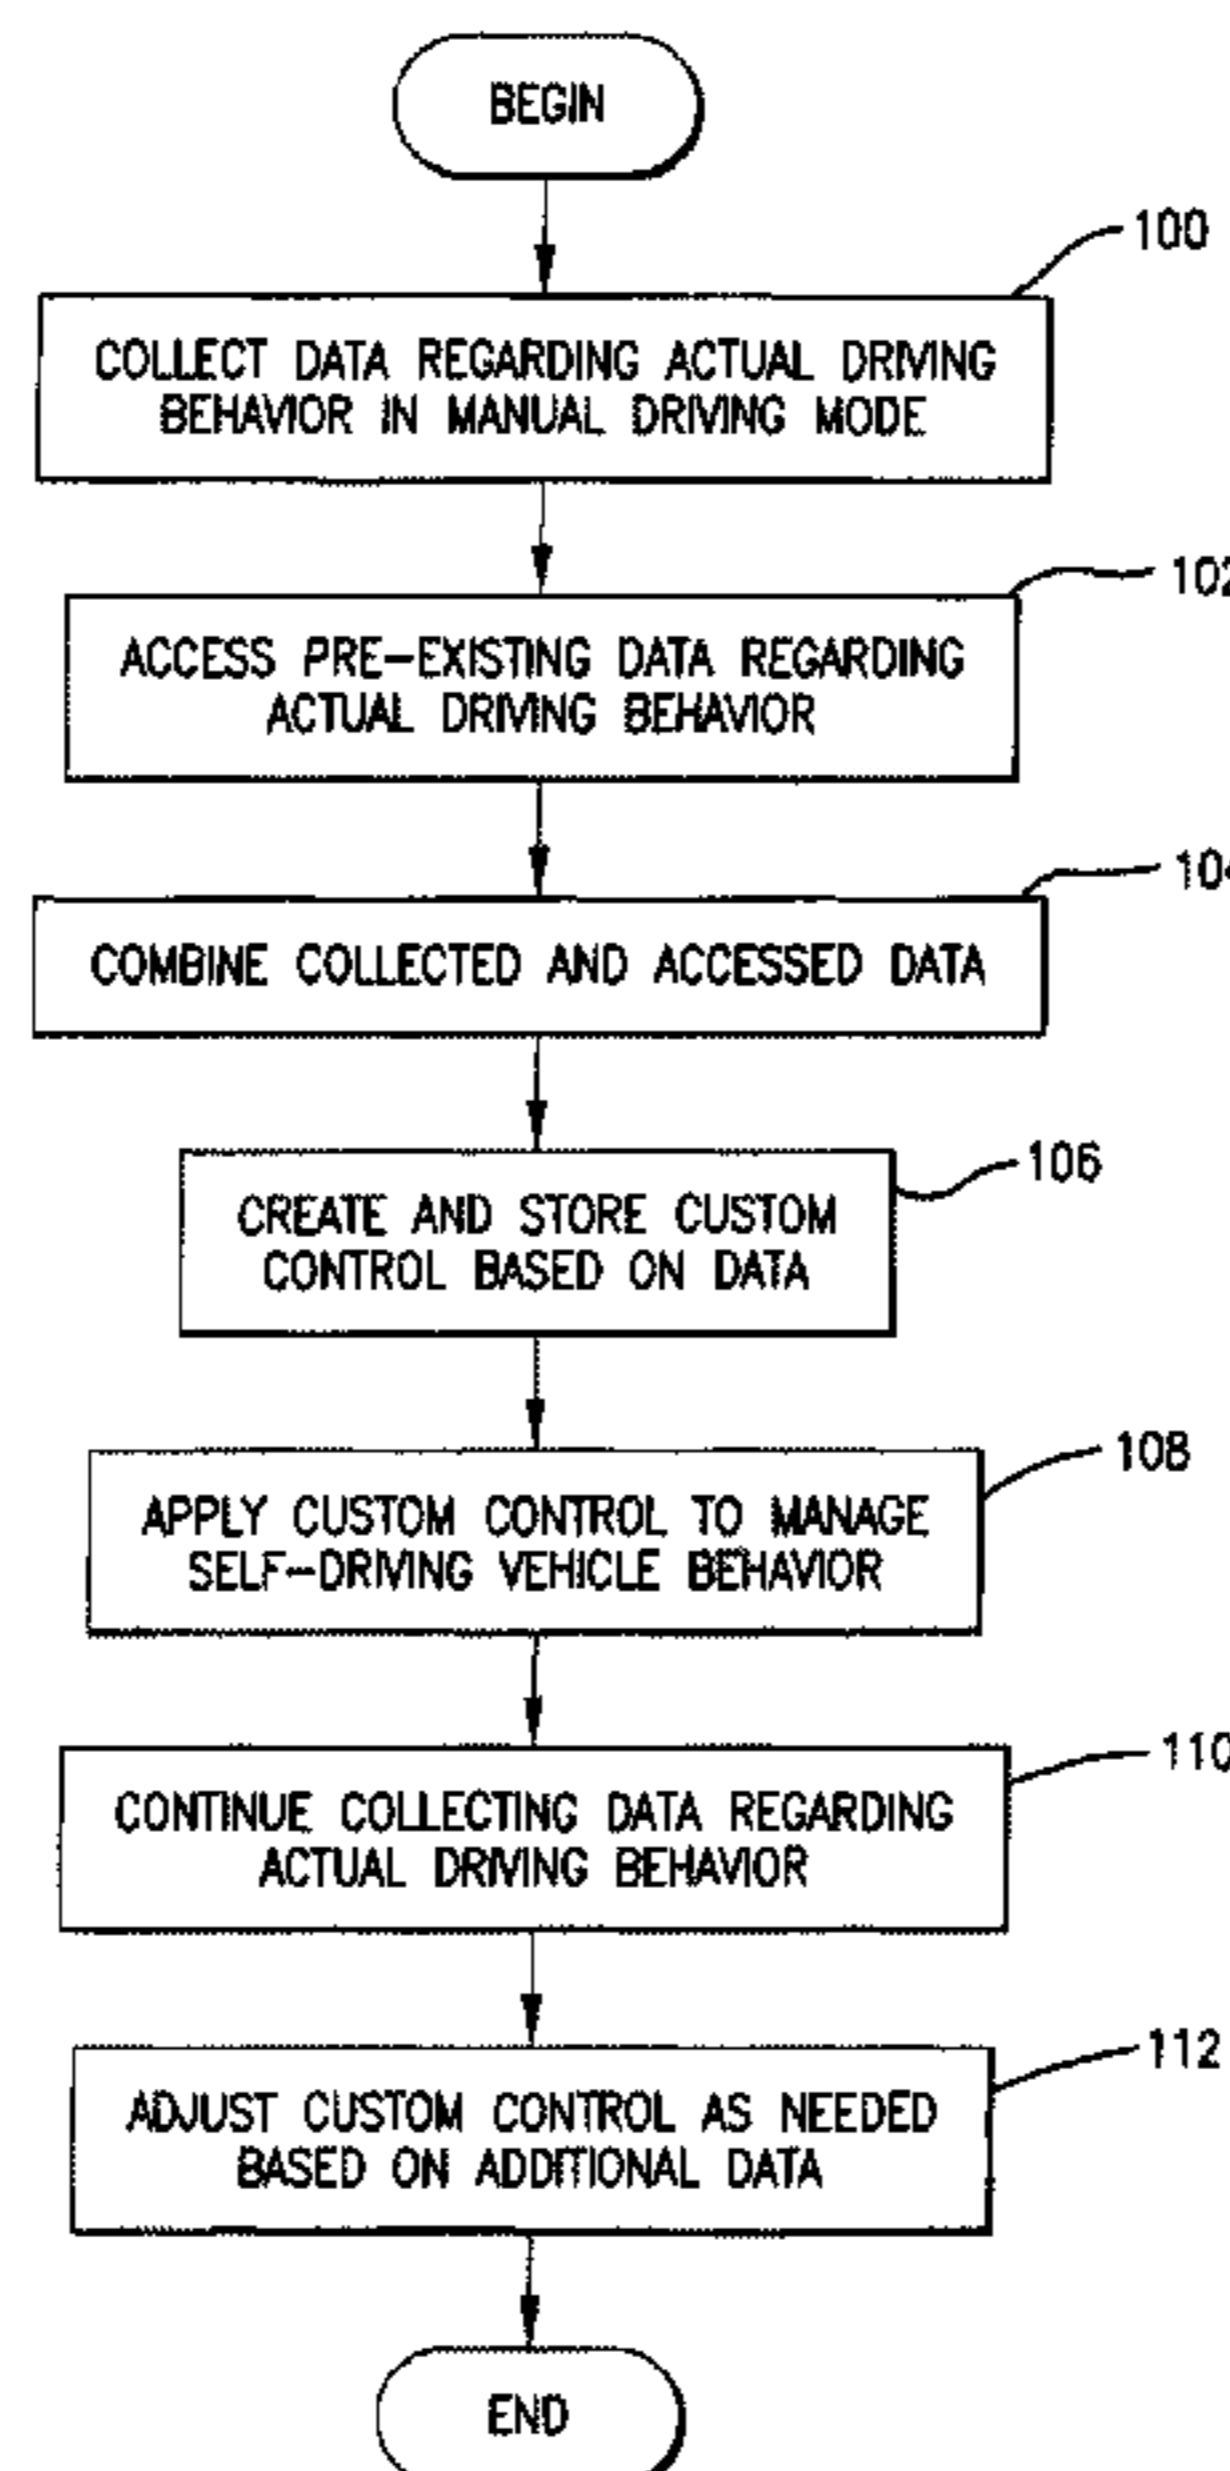 BEGIN
100
COLLECT DATA REGARDING ACTUAL DRIVING
BEHAVIOR IN MANUAL DRIVING MODE
102
ACCESS PRE-EXISTING DATA REGARDING
ACTUAL DRIVING BEHAVIOR
104
COMBINE COLLECTED AND ACCESSED DATA
106
CREATE AND STORE CUSTOM
CONTROL BASED ON DATA
108
APPLY CUSTOM CONTROL TO MANAGE
SELF-DRIVING VEHICLE BEHAVIOR
110
CONTINUE COLLECTING DATA REGARDING
ACTUAL DRIVING BEHAVIOR
112
ADJUST CUSTOM CONTROL AS NEEDED
BASED ON ADDITIONAL DATA
END